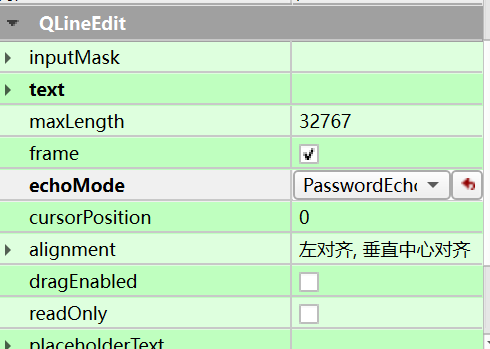 QLineEdit
inputMask
text
maxLength 32767
frame
echoMode PasswordEcho
cursorPosition 0
alignment 左对齐, 垂直中心对齐
dragEnabled
readOnly
placeholderText